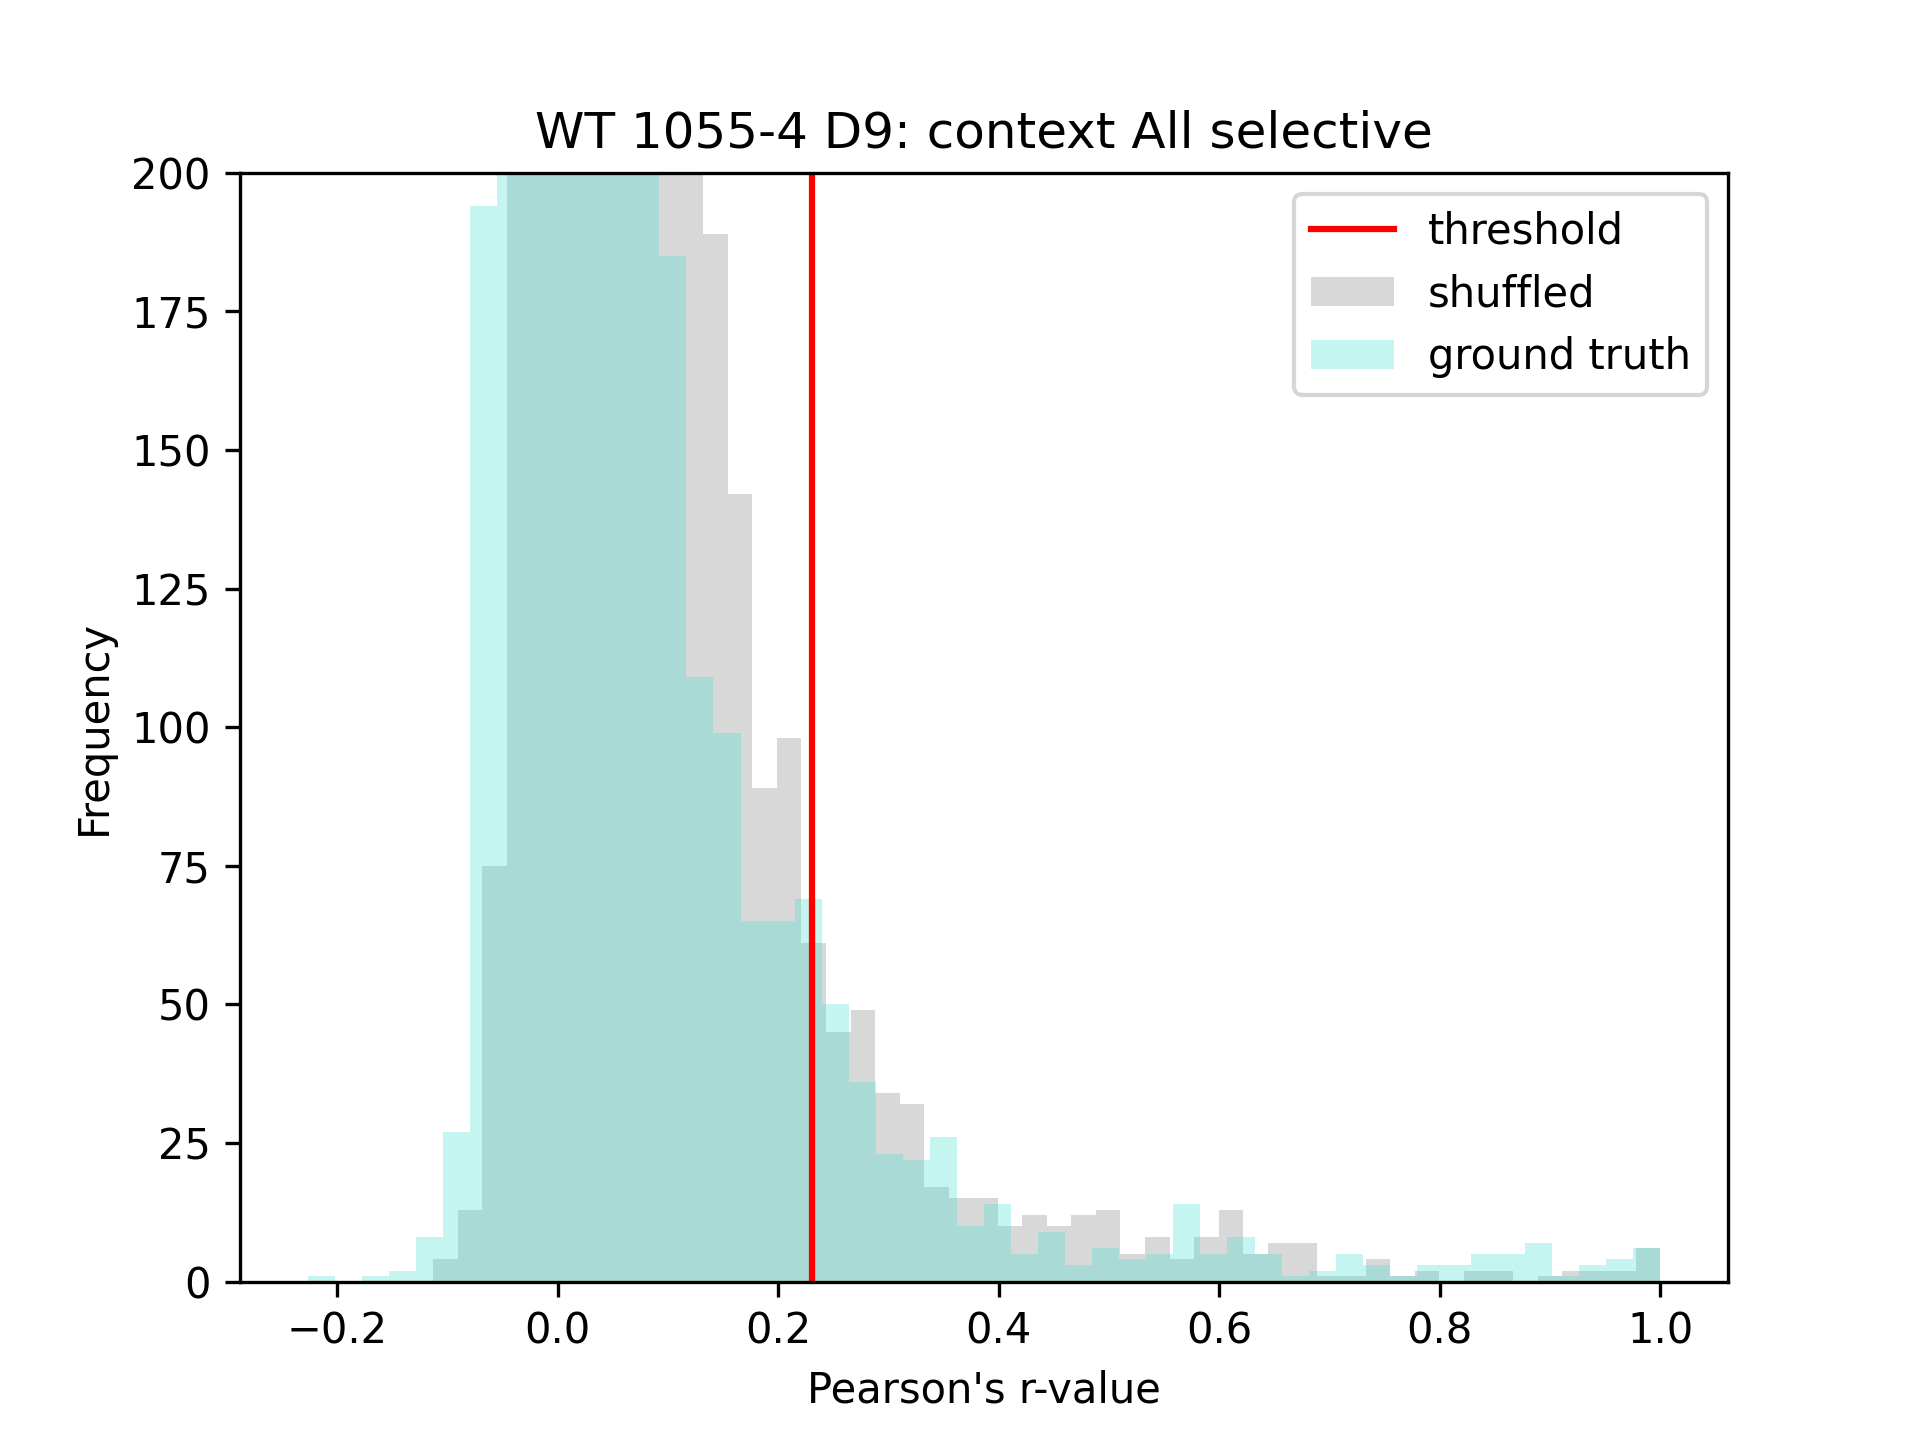 WT 1055-4 D9: context All selective
200
175
150
125
100
75
50
25
0
Frequency
threshold
shuffled
ground truth
−0.2 0.0 0.2 0.4 0.6 0.8 1.0
Pearson's r-value